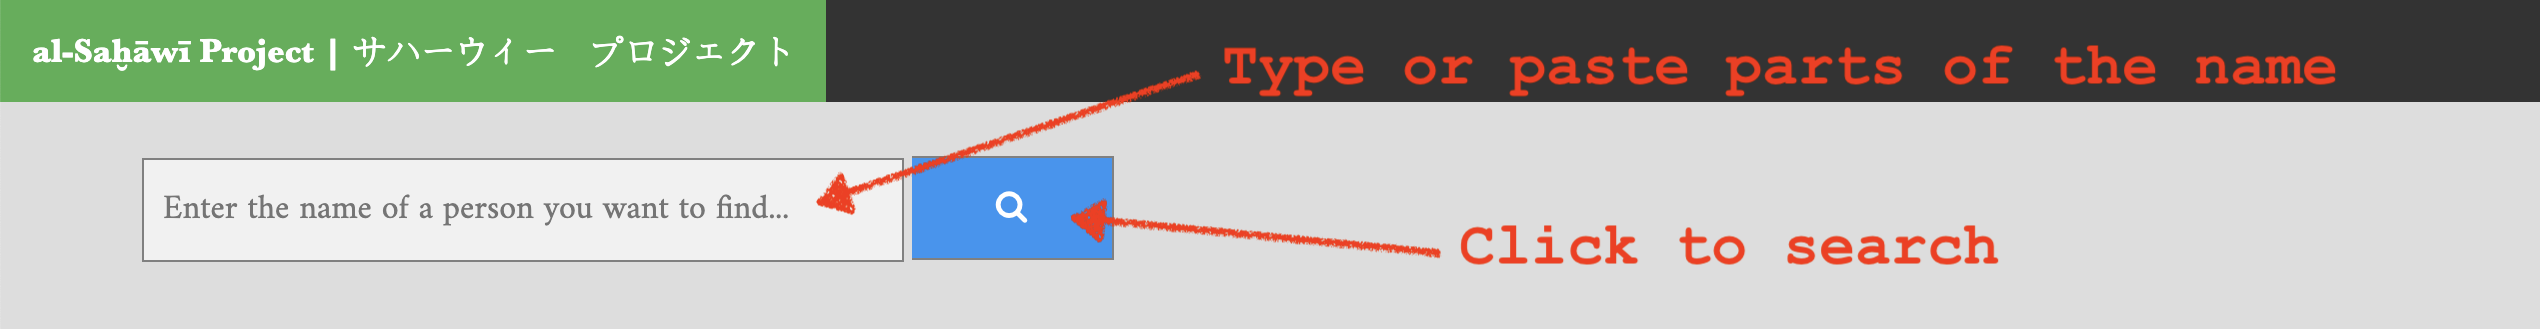 al-Saḫāwī Project | サハーウィー　プロジェクト
Type or paste parts of the name
Enter the name of a person you want to find...
Click to search